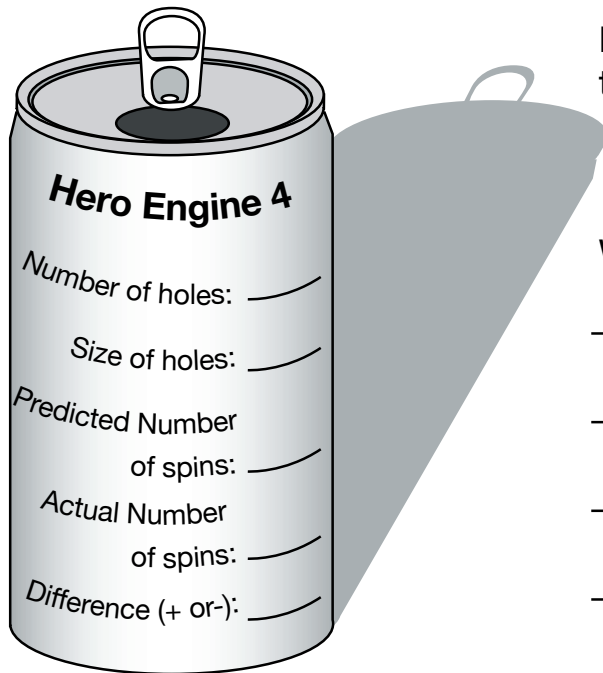 Hero Engine 4
Number of holes:
Size of holes:
Predicted Number
of spins:
Actual Number
of spins:
Difference (+ or-):